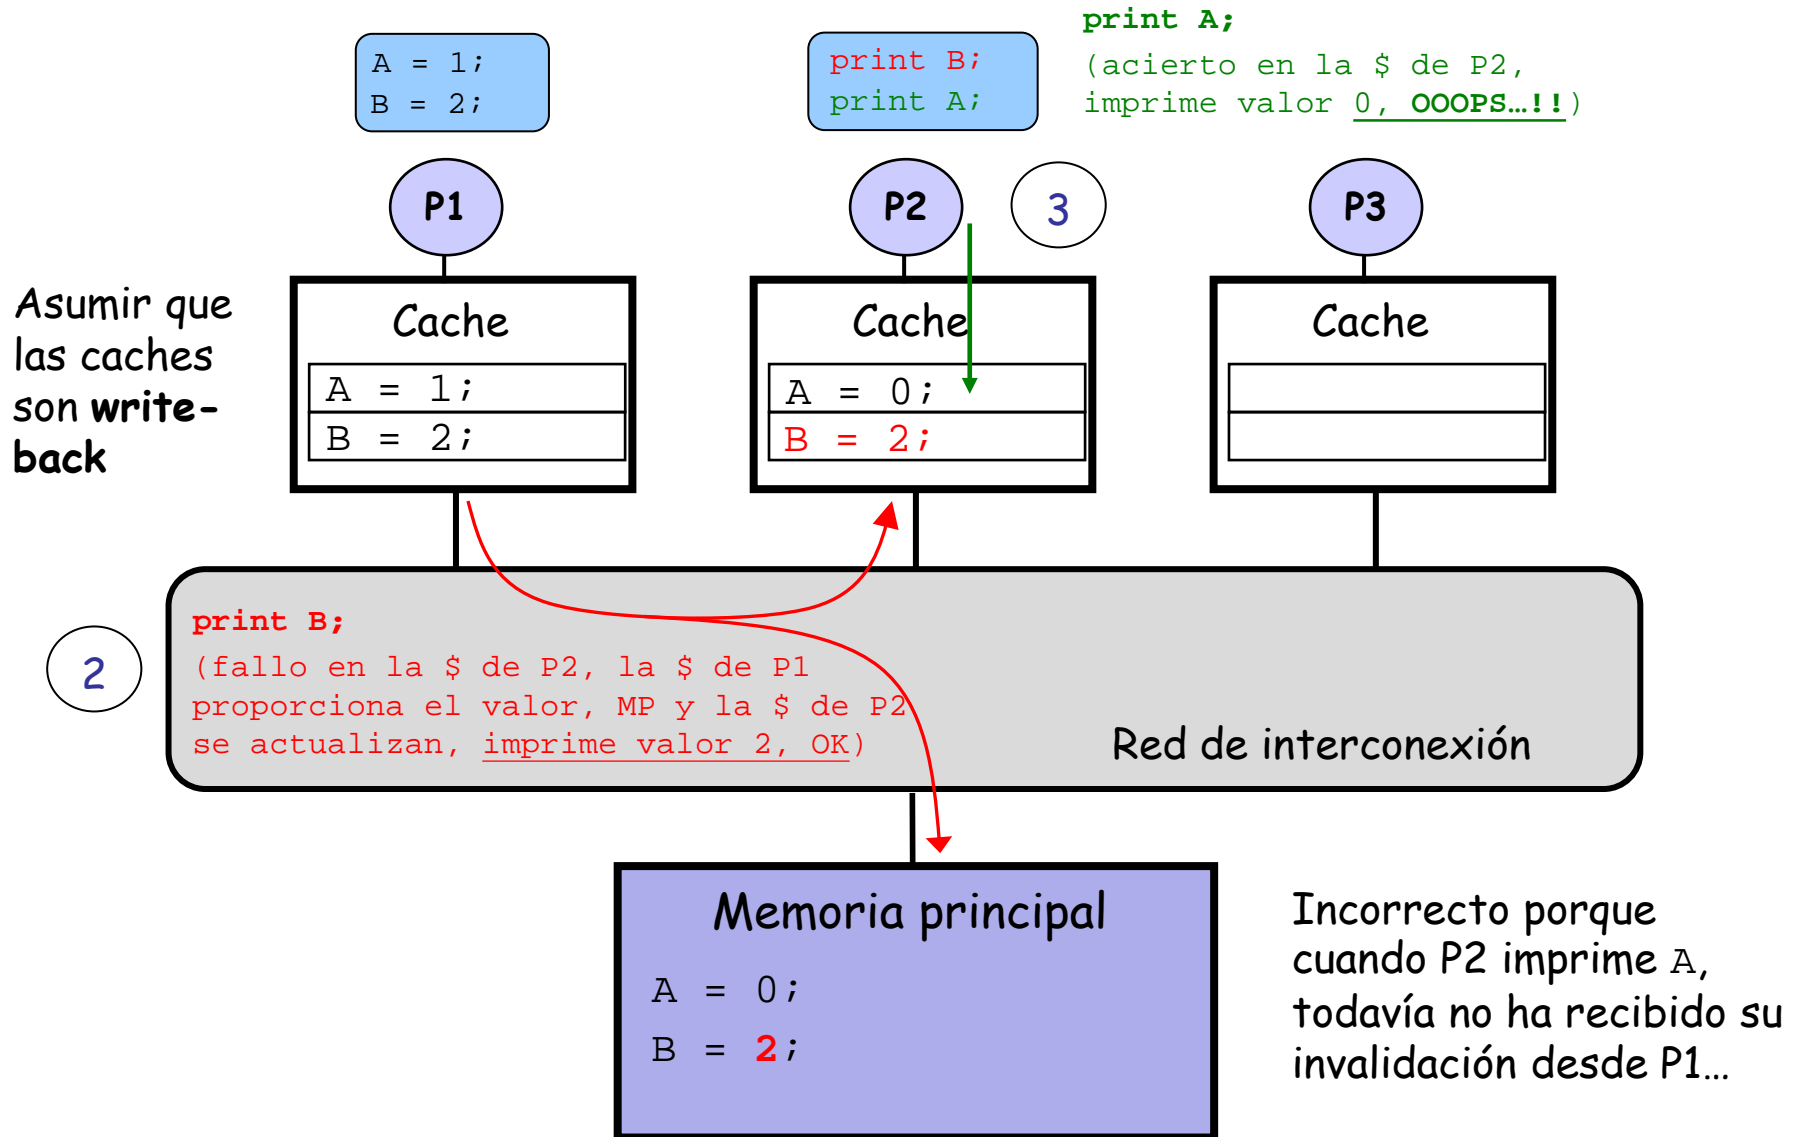 print A;
(acierto en la $ de P2,
imprime valor 0, OOOPS…!!)
A = 1;
B = 2;
print B;
print A;
P1
P2
3
P3
Asumir que
las caches
son write-
back
Cache
A = 1;
B = 2;
Cache
A = 0;
B = 2;
Cache
2
print B;
(fallo en la $ de P2, la $ de P1
proporciona el valor, MP y la $ de P2
se actualizan, imprime valor 2, OK)
Red de interconexión
Memoria principal
A = 0;
B = 2;
Incorrecto porque
cuando P2 imprime A,
todavía no ha recibido su
invalidación desde P1…